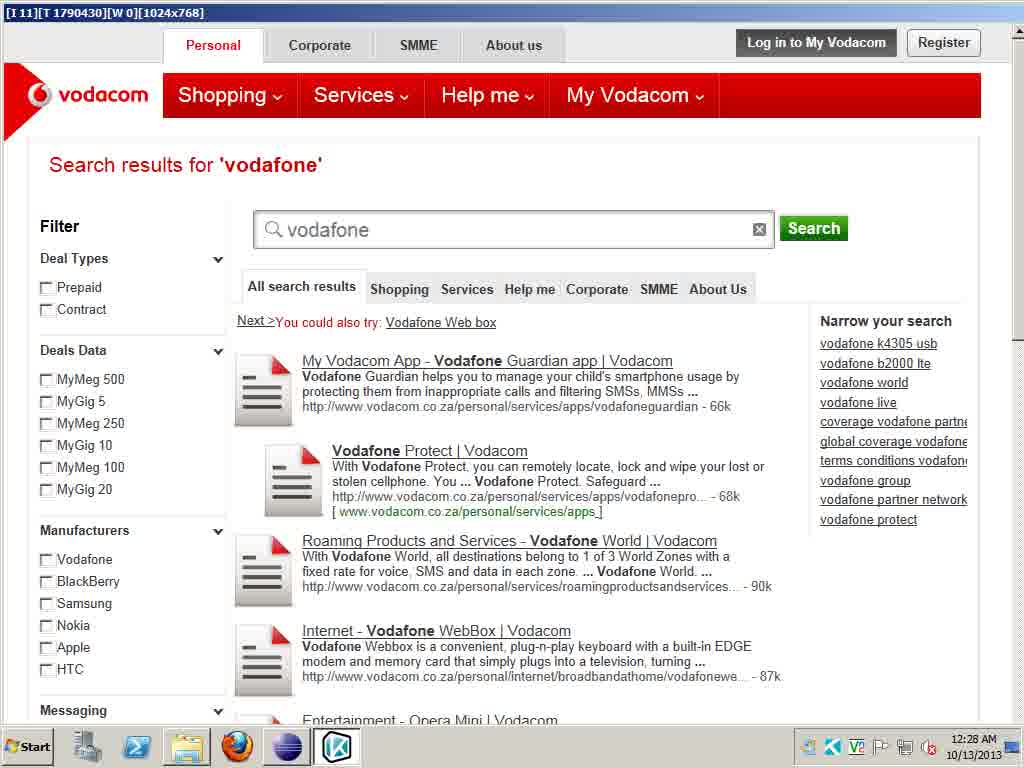 [I 11][T 1790430][W 0][1024x768]
Personal Corporate SMME About us Log in to My Vodacom Register
vodacom Shopping Services Help me My Vodacom
Search results for 'vodafone'
Filter
Deal Types
Prepaid
Contract
Deals Data
MyMeg 500
MyGig 5
MyMeg 250
MyGig 10
MyMeg 100
MyGig 20
Manufacturers
Vodafone
BlackBerry
Samsung
Nokia
Apple
HTC
Messaging
vodafone Search
All search results Shopping Services Help me Corporate SMME About Us
Next >You could also try: Vodafone Web box
My Vodacom App - Vodafone Guardian app | Vodacom
Vodafone Guardian helps you to manage your child's smartphone usage by
protecting them from inappropriate calls and filtering SMSs, MMSs ...
http://www.vodacom.co.za/personal/services/apps/vodafoneguardian - 66k
Vodafone Protect | Vodacom
With Vodafone Protect. you can remotely locate, lock and wipe your lost or
stolen cellphone. You ... Vodafone Protect. Safeguard ...
http://www.vodacom.co.za/personal/services/apps/vodafonepro... - 68k
[ www.vodacom.co.za/personal/services/apps ]
Roaming Products and Services - Vodafone World | Vodacom
With Vodafone World, all destinations belong to 1 of 3 World Zones with a
fixed rate for voice, SMS and data in each zone. ... Vodafone World. ...
http://www.vodacom.co.za/personal/services/roamingproductsandservices... - 90k
Internet - Vodafone WebBox | Vodacom
Vodafone Webbox is a convenient, plug-n-play keyboard with a built-in EDGE
modem and memory card that simply plugs into a television, turning ...
http://www.vodacom.co.za/personal/internet/broadbandathome/vodafonewe... - 87k
Entertainment - Opera Mini | Vodacom
Narrow your search
vodafone k4305 usb
vodafone b2000 lte
vodafone world
vodafone live
coverage vodafone partne
global coverage vodafone
terms conditions vodafon
vodafone group
vodafone partner network
vodafone protect
Start
12:28 AM
10/13/2013